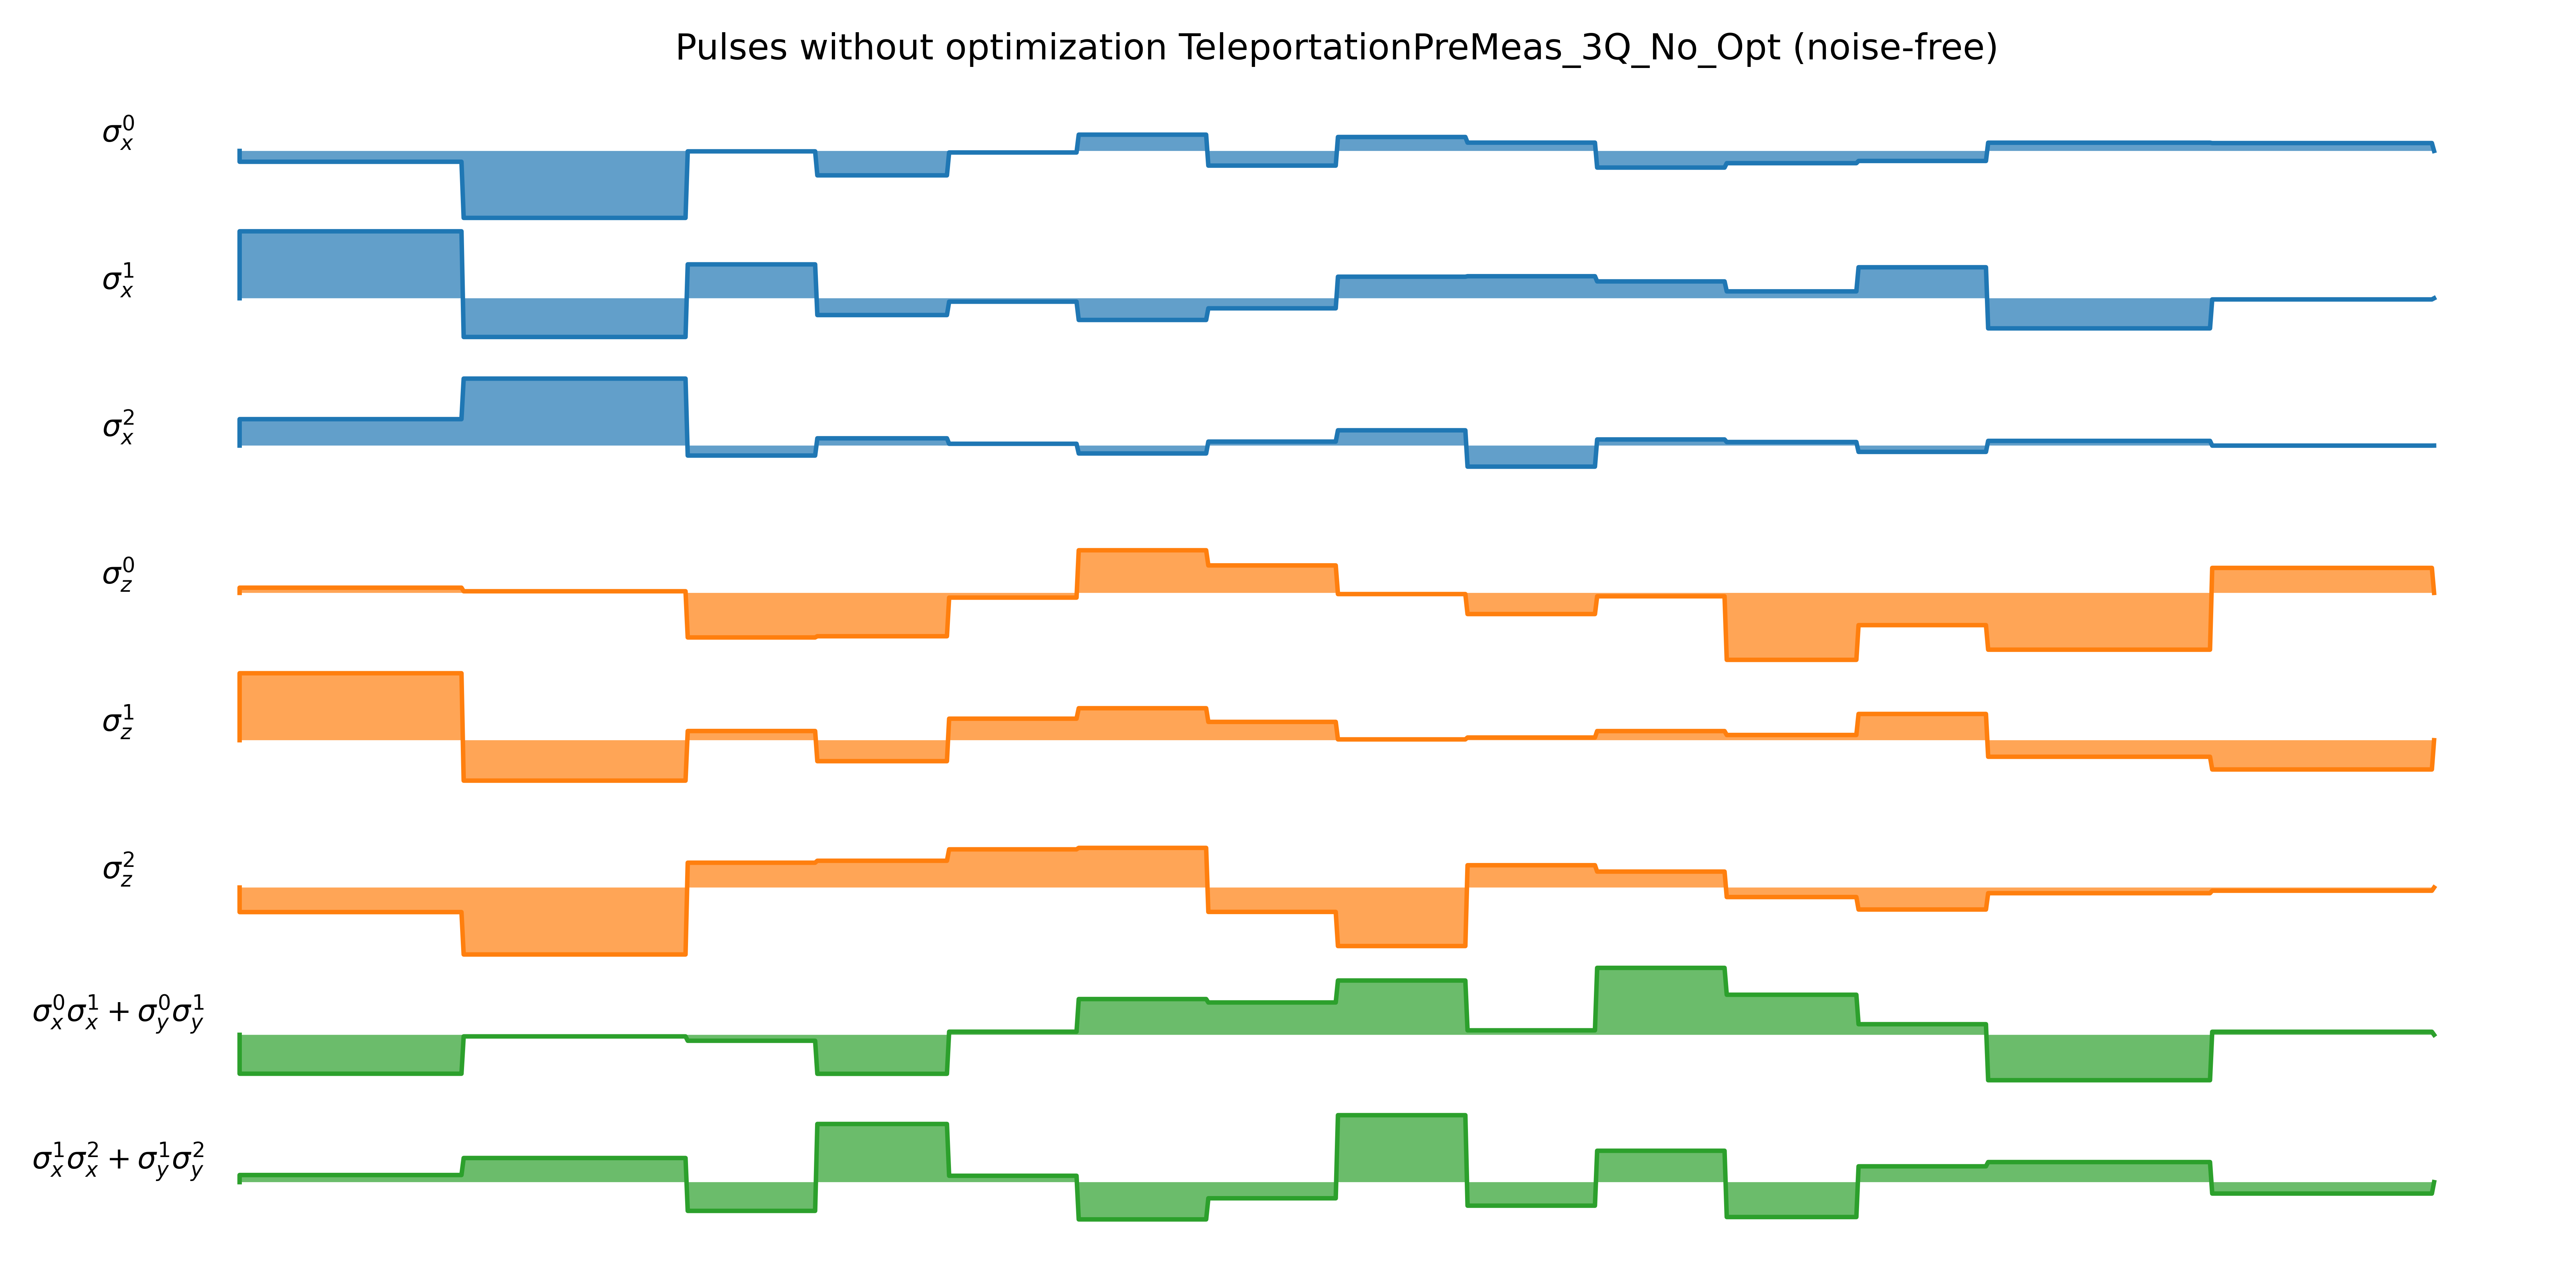 Pulses without optimization TeleportationPreMeas_3Q_No_Opt (noise-free)
σ⁰ₓ
σ¹ₓ
σ²ₓ
σ⁰_z
σ¹_z
σ²_z
σ⁰ₓσ¹ₓ + σ⁰_yσ¹_y
σ¹ₓσ²ₓ + σ¹_yσ²_y